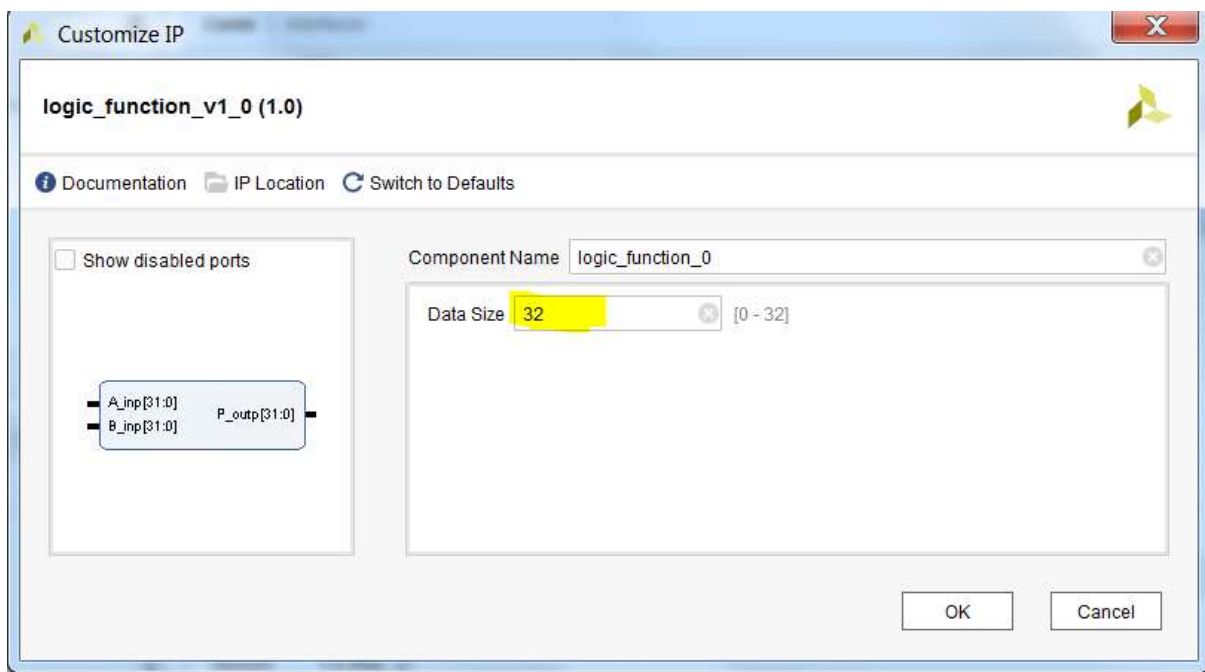 Customize IP
logic_function_v1_0 (1.0)
Documentation IP Location Switch to Defaults
Show disabled ports
Component Name logic_function_0
Data Size 32 [0 - 32]
A_inp[31:0]
B_inp[31:0]
P_outp[31:0]
OK Cancel